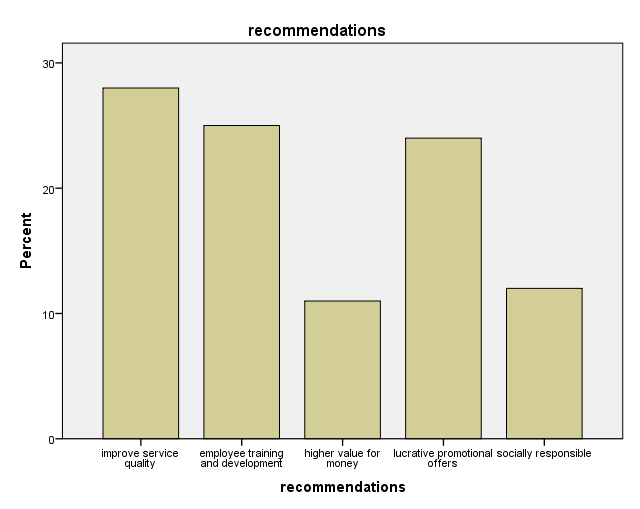 recommendations
30
20
10
0
Percent
improve service
quality
employee training
and development
higher value for
money
lucrative promotional
offers
socially responsible
recommendations